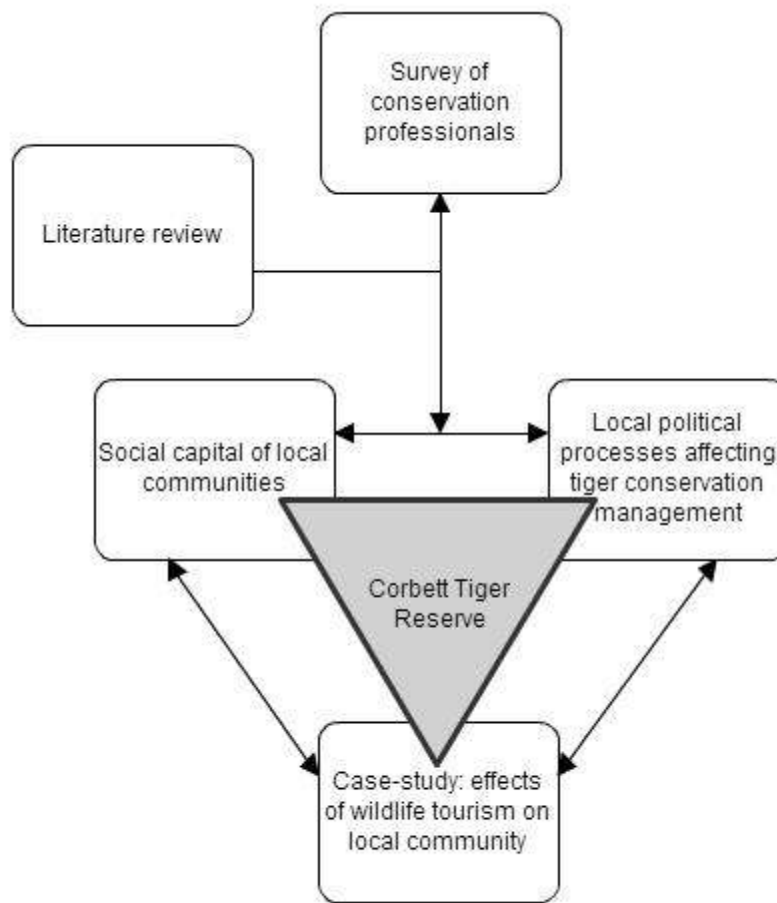 Survey of
conservation
professionals
Literature review
Social capital of local
communities
Local political
processes affecting
tiger conservation
management
Corbett Tiger
Reserve
Case-study: effects
of wildlife tourism on
local community